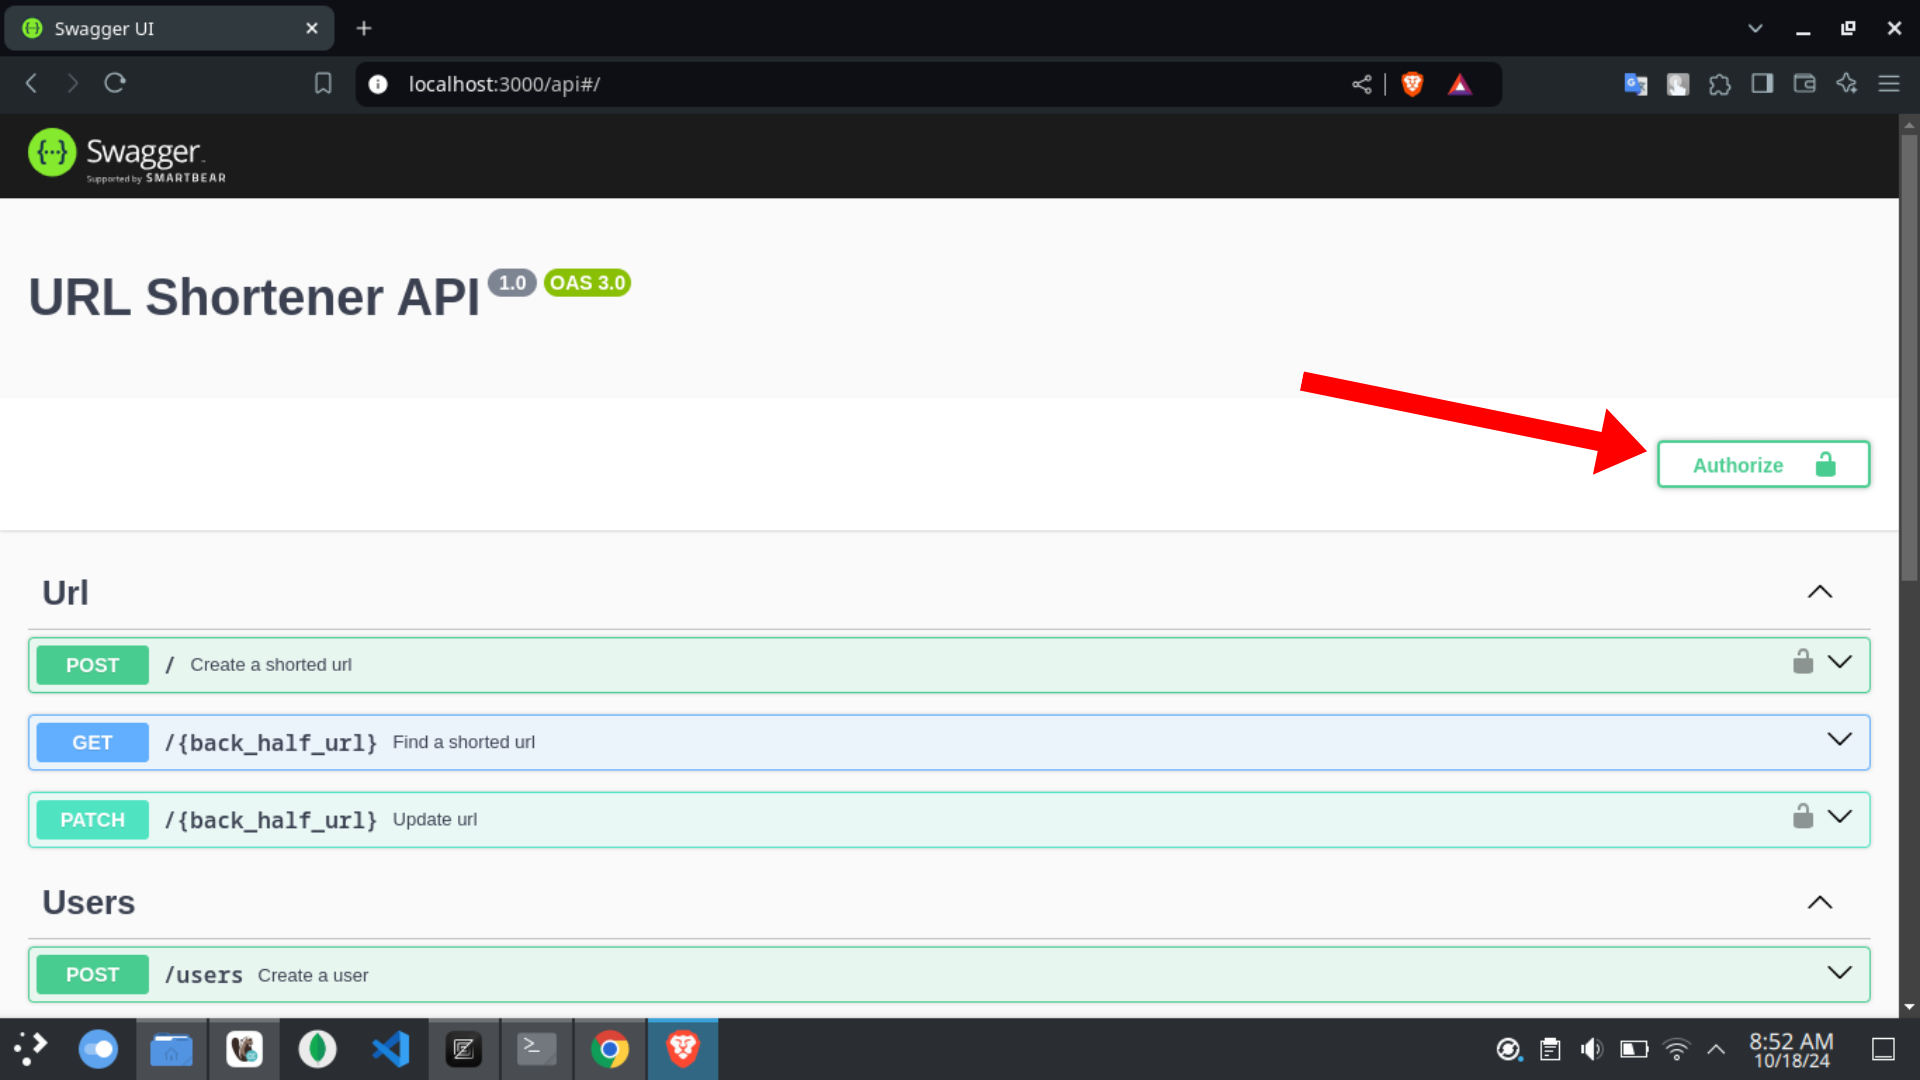 Swagger UI
localhost:3000/api#/
Swagger
Supported by SMARTBEAR
URL Shortener API 1.0 OAS 3.0
Authorize
Url
POST / Create a shorted url
GET /{back_half_url} Find a shorted url
PATCH /{back_half_url} Update url
Users
POST /users Create a user
8:52 AM
10/18/24